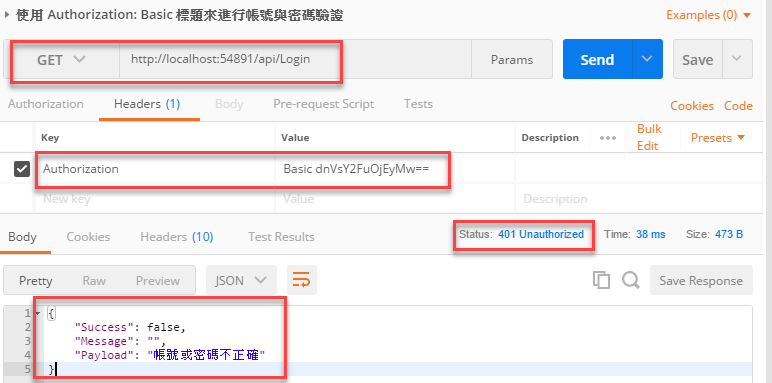 使用 Authorization: Basic 標題來進行帳號與密碼驗證 Examples (0)
GET http://localhost:54891/api/Login Params Send Save
Authorization Headers (1) Body Pre-request Script Tests Cookies Code
Key Value Description ••• Bulk Edit Presets
Authorization Basic dnVsY2FuOjEyMw==
New key Value Description
Body Cookies Headers (10) Test Results Status: 401 Unauthorized Time: 38 ms Size: 473 B
Pretty Raw Preview JSON Save Response
1 {
2 "Success": false,
3 "Message": "",
4 "Payload": "帳號或密碼不正確"
5 }